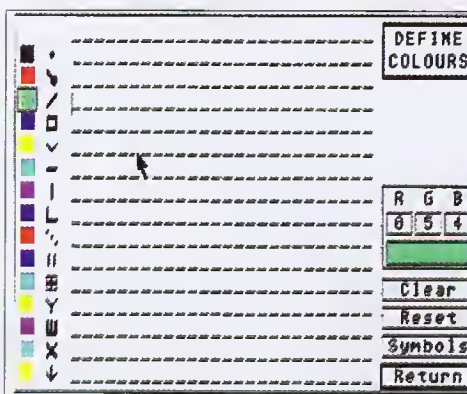 DEFINE
COLOURS
R G B
0 5 4
Clear
Reset
Symbols
Return